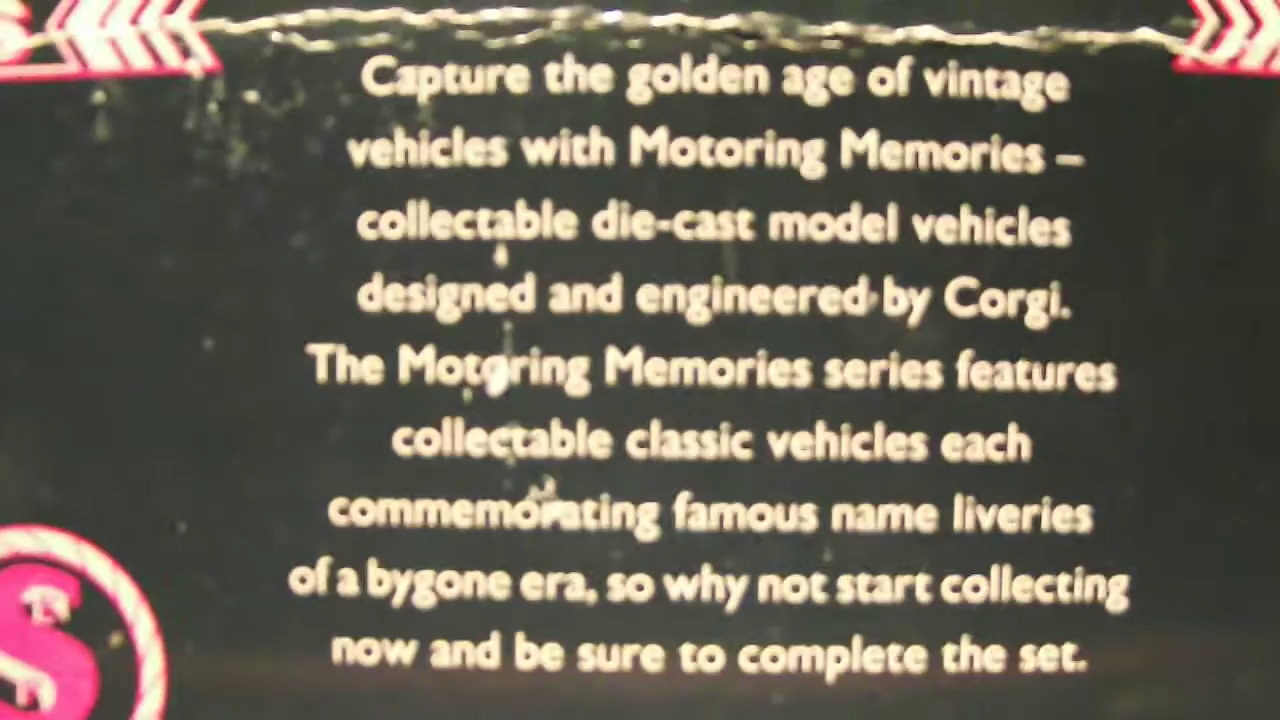 Capture the golden age of vintage
vehicles with Motoring Memories –
collectable die-cast model vehicles
designed and engineered by Corgi.
The Motoring Memories series features
collectable classic vehicles each
commemorating famous name liveries
of a bygone era, so why not start collecting
now and be sure to complete the set.
S